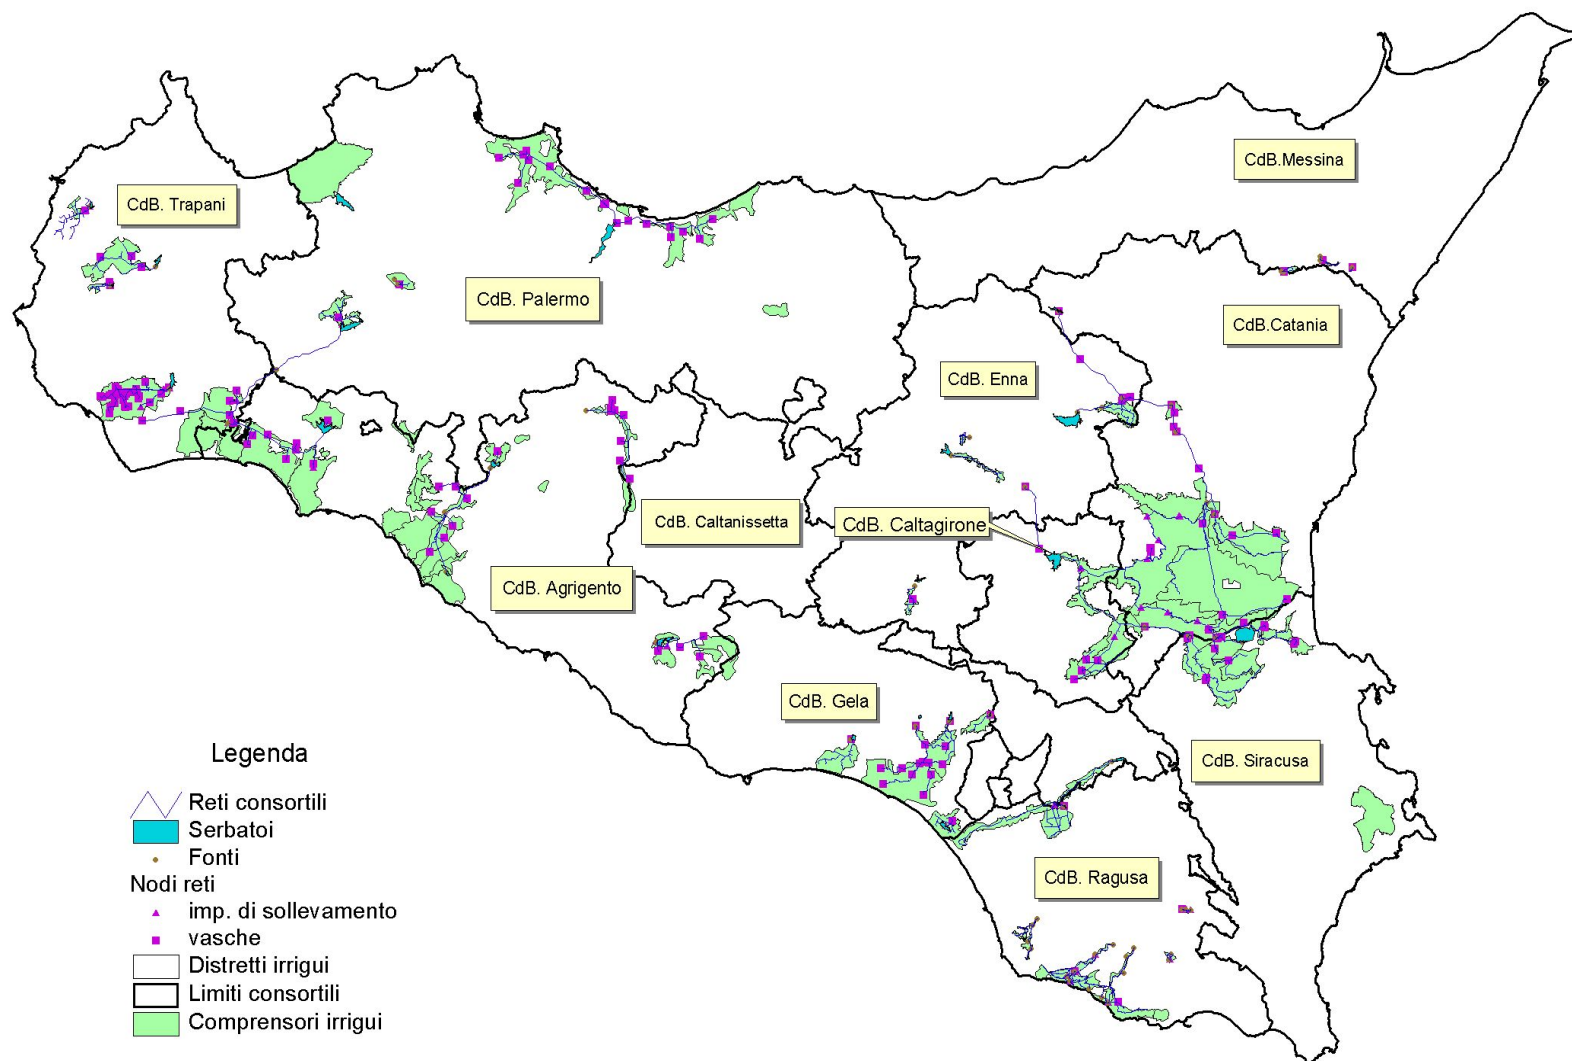 CdB.Messina
CdB. Trapani
CdB. Palermo
CdB.Catania
CdB. Enna
CdB. Caltanissetta
CdB. Caltagirone
CdB. Agrigento
CdB. Gela
CdB. Siracusa
CdB. Ragusa
Legenda
Reti consortili
Serbatoi
Fonti
Nodi reti
imp. di sollevamento
vasche
Distretti irrigui
Limiti consortili
Comprensori irrigui